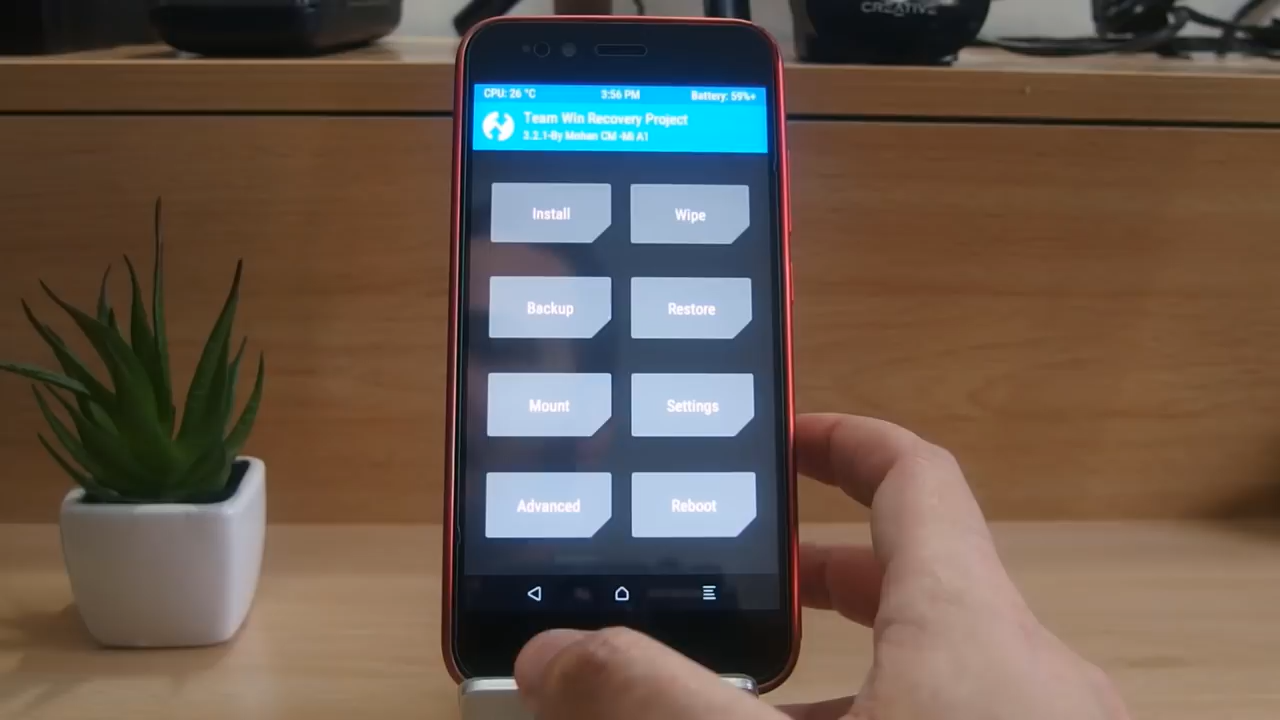 CREATIVE
CPU: 26 °C 3:56 PM Battery: 59%+
Team Win Recovery Project
3.2.1-By Mohan CM -Mi A1
Install Wipe
Backup Restore
Mount Settings
Advanced Reboot